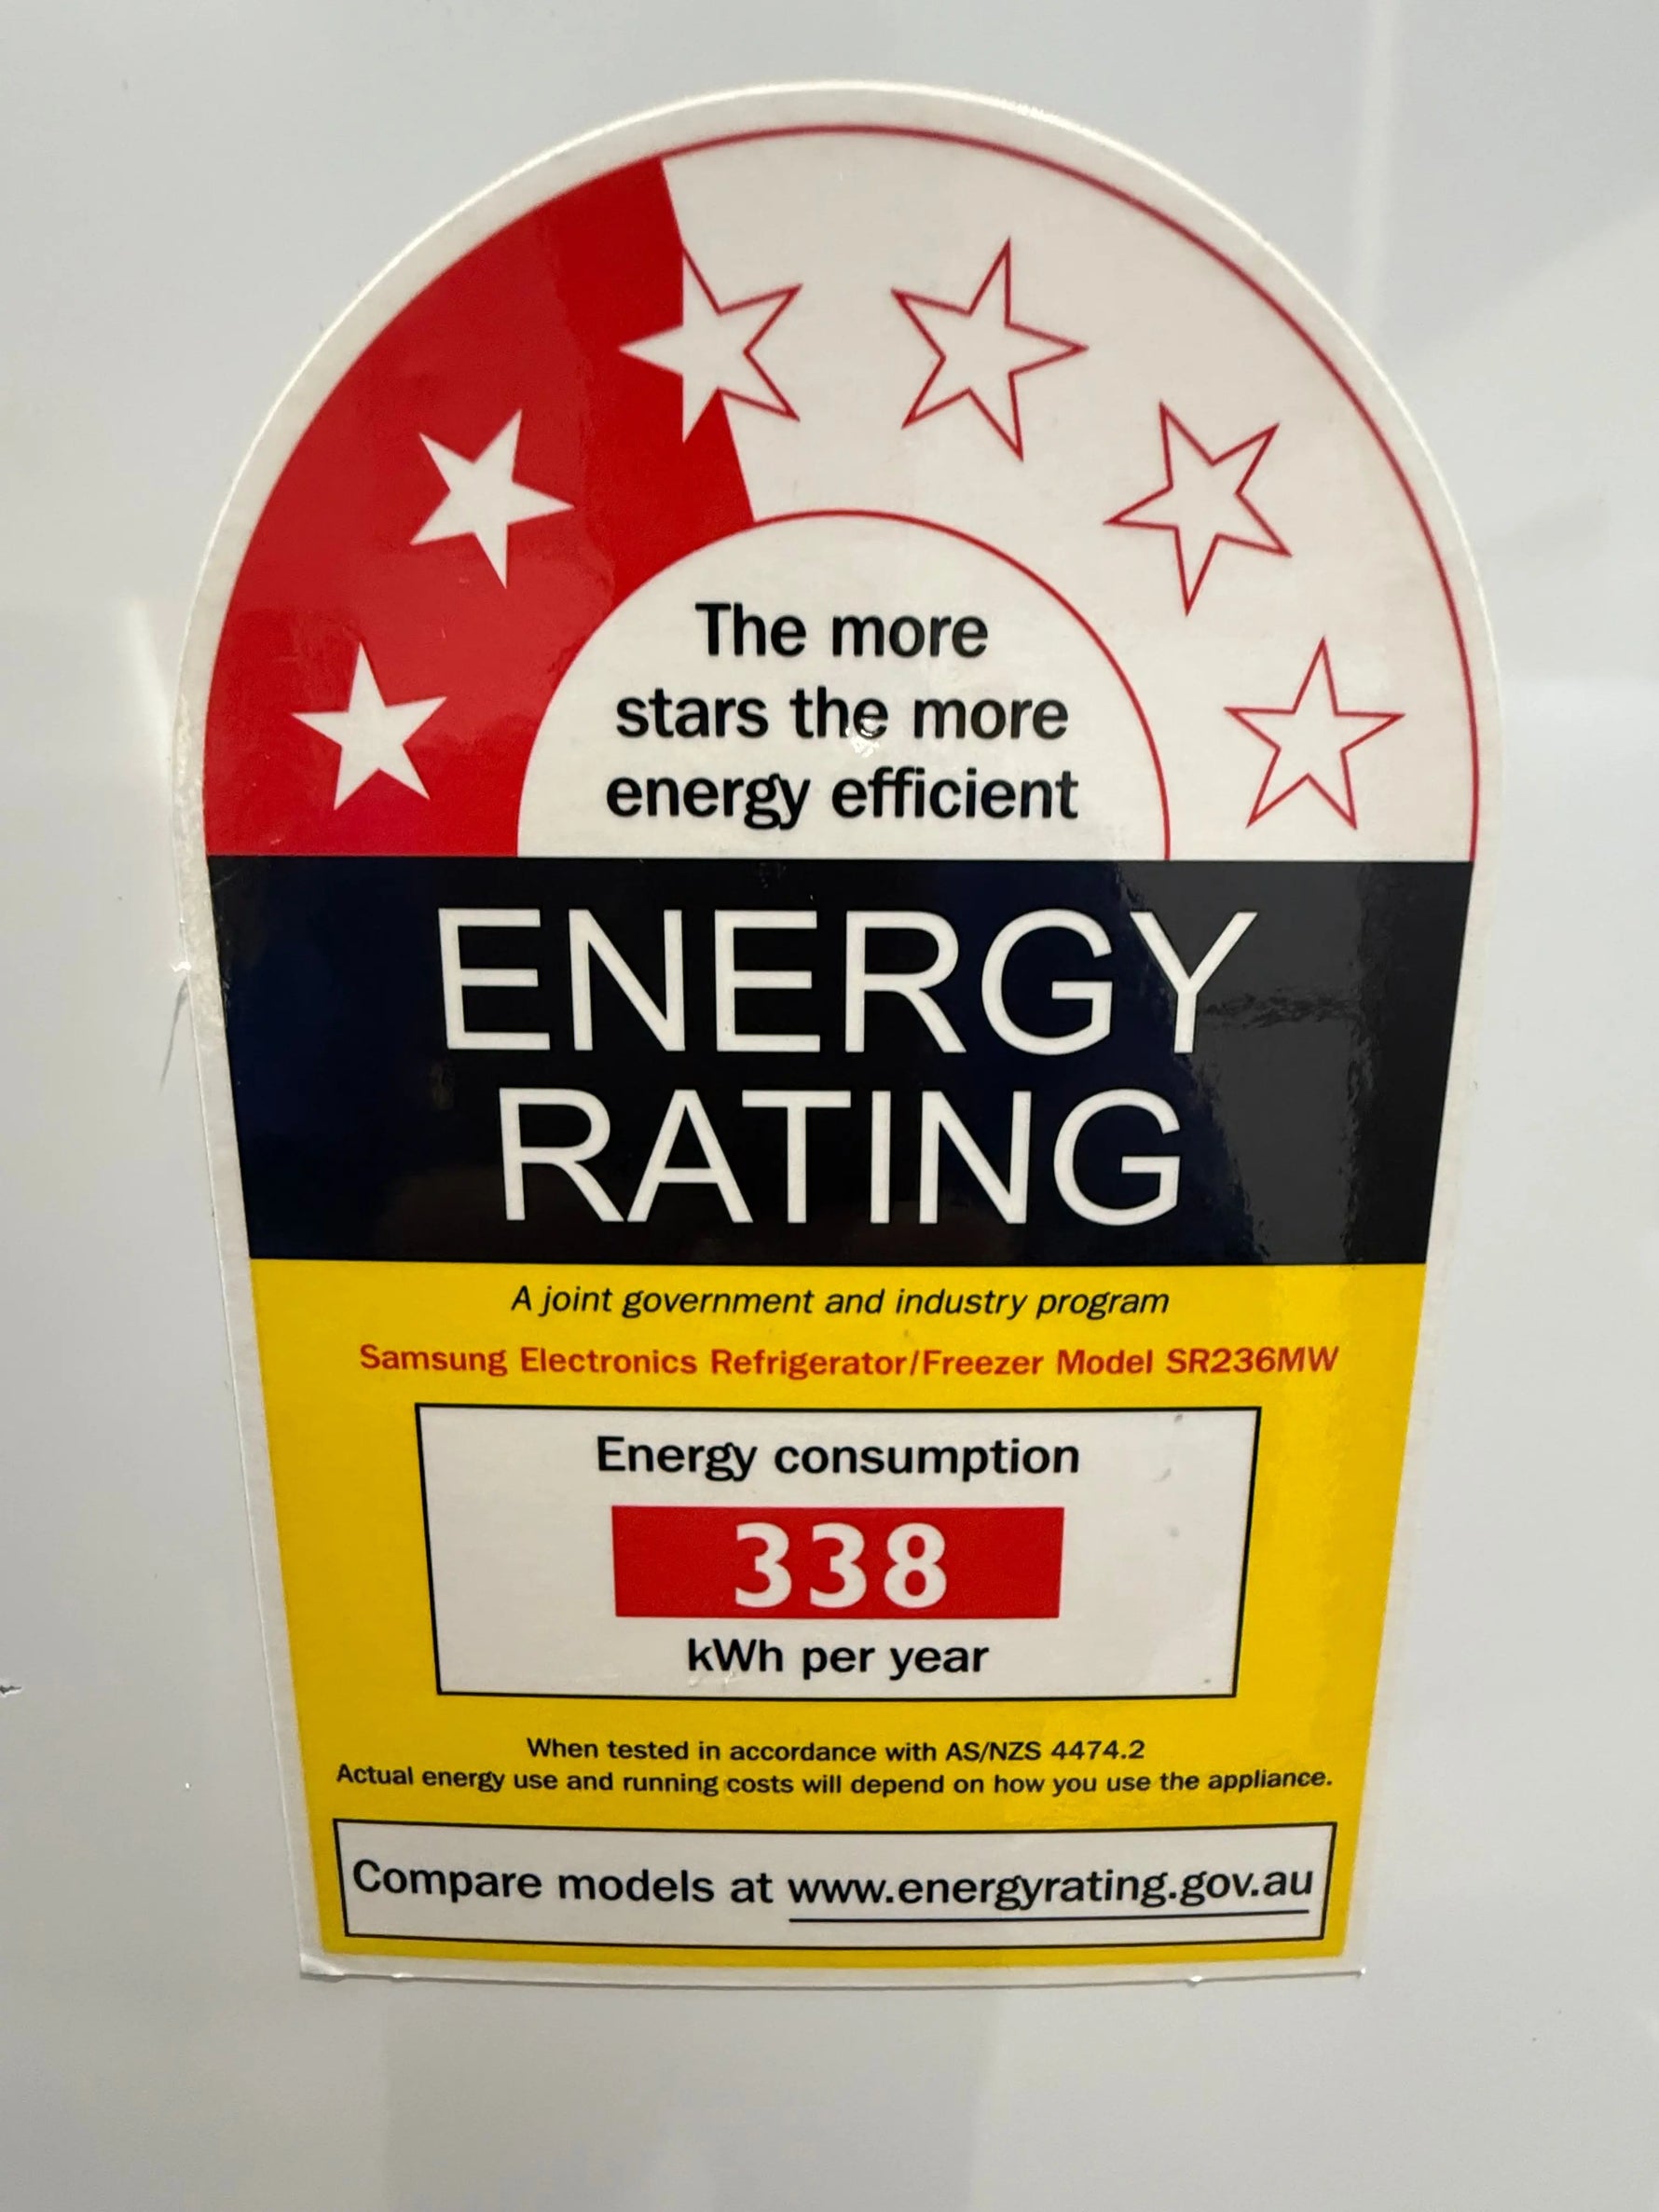 The more
stars the more
energy efficient
ENERGY
RATING
A joint government and industry program
Samsung Electronics Refrigerator/Freezer Model SR236MW
Energy consumption
338
kWh per year
When tested in accordance with AS/NZS 4474.2
Actual energy use and running costs will depend on how you use the appliance.
Compare models at www.energyrating.gov.au